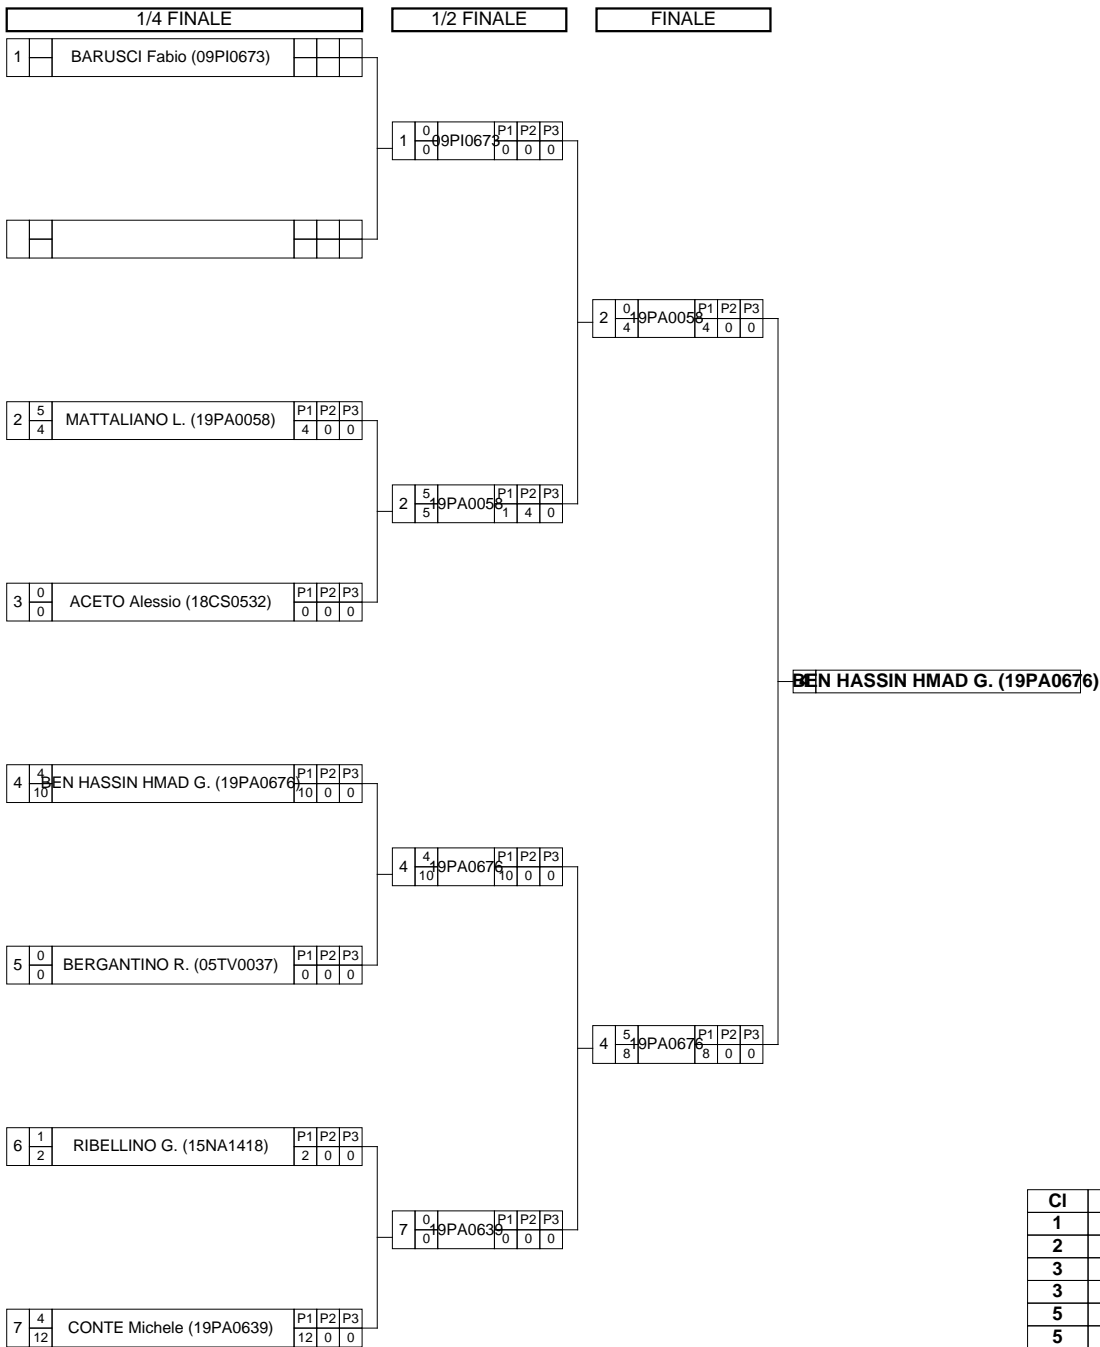 1/4 FINALE 1/2 FINALE FINALE
1 BARUSCI Fabio (09PI0673)
1 0 0 09PI0673 P1 P2 P3
0 0 0
2 0 4 19PA0058 P1 P2 P3
4 0 0
2 5 4 MATTALIANO L. (19PA0058) P1 P2 P3
4 0 0
2 5 5 19PA0058 P1 P2 P3
1 4 0
3 0 0 ACETO Alessio (18CS0532) P1 P2 P3
0 0 0
BEN HASSIN HMAD G. (19PA0676)
4 4 10 BEN HASSIN HMAD G. (19PA0676) P1 P2 P3
10 0 0
4 4 10 19PA0676 P1 P2 P3
10 0 0
5 0 0 BERGANTINO R. (05TV0037) P1 P2 P3
0 0 0
4 5 8 19PA0676 P1 P2 P3
8 0 0
6 1 2 RIBELLINO G. (15NA1418) P1 P2 P3
2 0 0
7 0 0 19PA0639 P1 P2 P3
0 0 0
7 4 12 CONTE Michele (19PA0639) P1 P2 P3
12 0 0
Cl
1
2
3
3
5
5